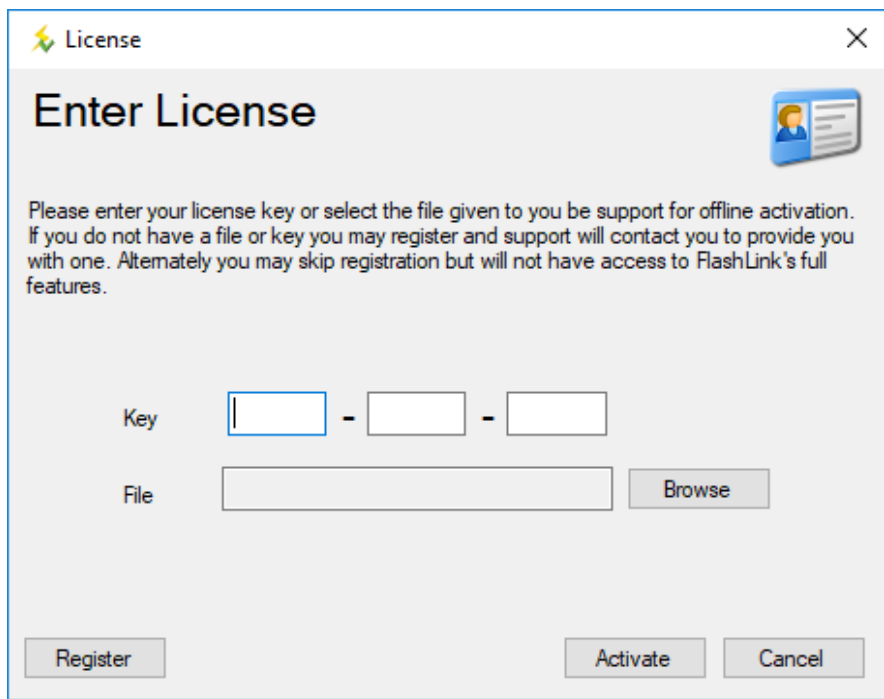 License
Enter License
Please enter your license key or select the file given to you be support for offline activation.
If you do not have a file or key you may register and support will contact you to provide you
with one. Alternately you may skip registration but will not have access to FlashLink's full
features.
Key - -
File Browse
Register Activate Cancel